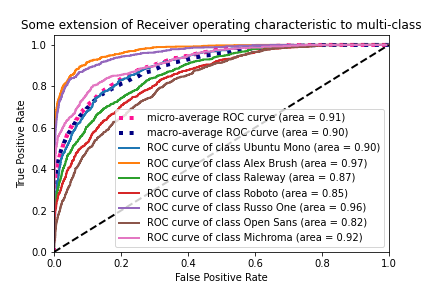 Some extension of Receiver operating characteristic to multi-class
1.0
0.8
0.6
0.4
0.2
0.0
True Positive Rate
micro-average ROC curve (area = 0.91)
macro-average ROC curve (area = 0.90)
ROC curve of class Ubuntu Mono (area = 0.90)
ROC curve of class Alex Brush (area = 0.97)
ROC curve of class Raleway (area = 0.87)
ROC curve of class Roboto (area = 0.85)
ROC curve of class Russo One (area = 0.96)
ROC curve of class Open Sans (area = 0.82)
ROC curve of class Michroma (area = 0.92)
0.0 0.2 0.4 0.6 0.8 1.0
False Positive Rate